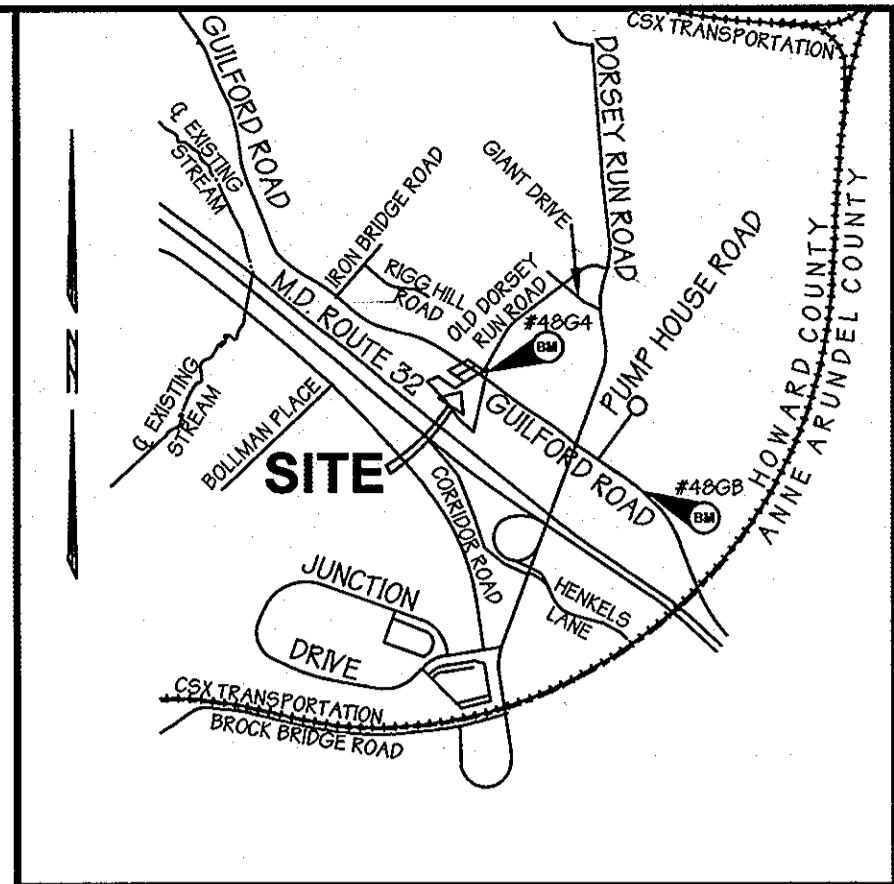 CSX TRANSPORTATION
GUILFORD ROAD
DORSEY RUN ROAD
℄ EXISTING
STREAM
GIANT DRIVE
IRON BRIDGE ROAD
HOWARD COUNTY
ANNE ARUNDEL COUNTY
PUMP HOUSE ROAD
RIGG HILL
ROAD
OLD DORSEY
RUN ROAD
M.D. ROUTE 32
#48G4
BM
N
℄ EXISTING
STREAM
BOLLMAN PLACE
GUILFORD ROAD
SITE
#48GB
BM
CORRIDOR ROAD
JUNCTION
DRIVE
HENKELS
LANE
CSX TRANSPORTATION
BROCK BRIDGE ROAD